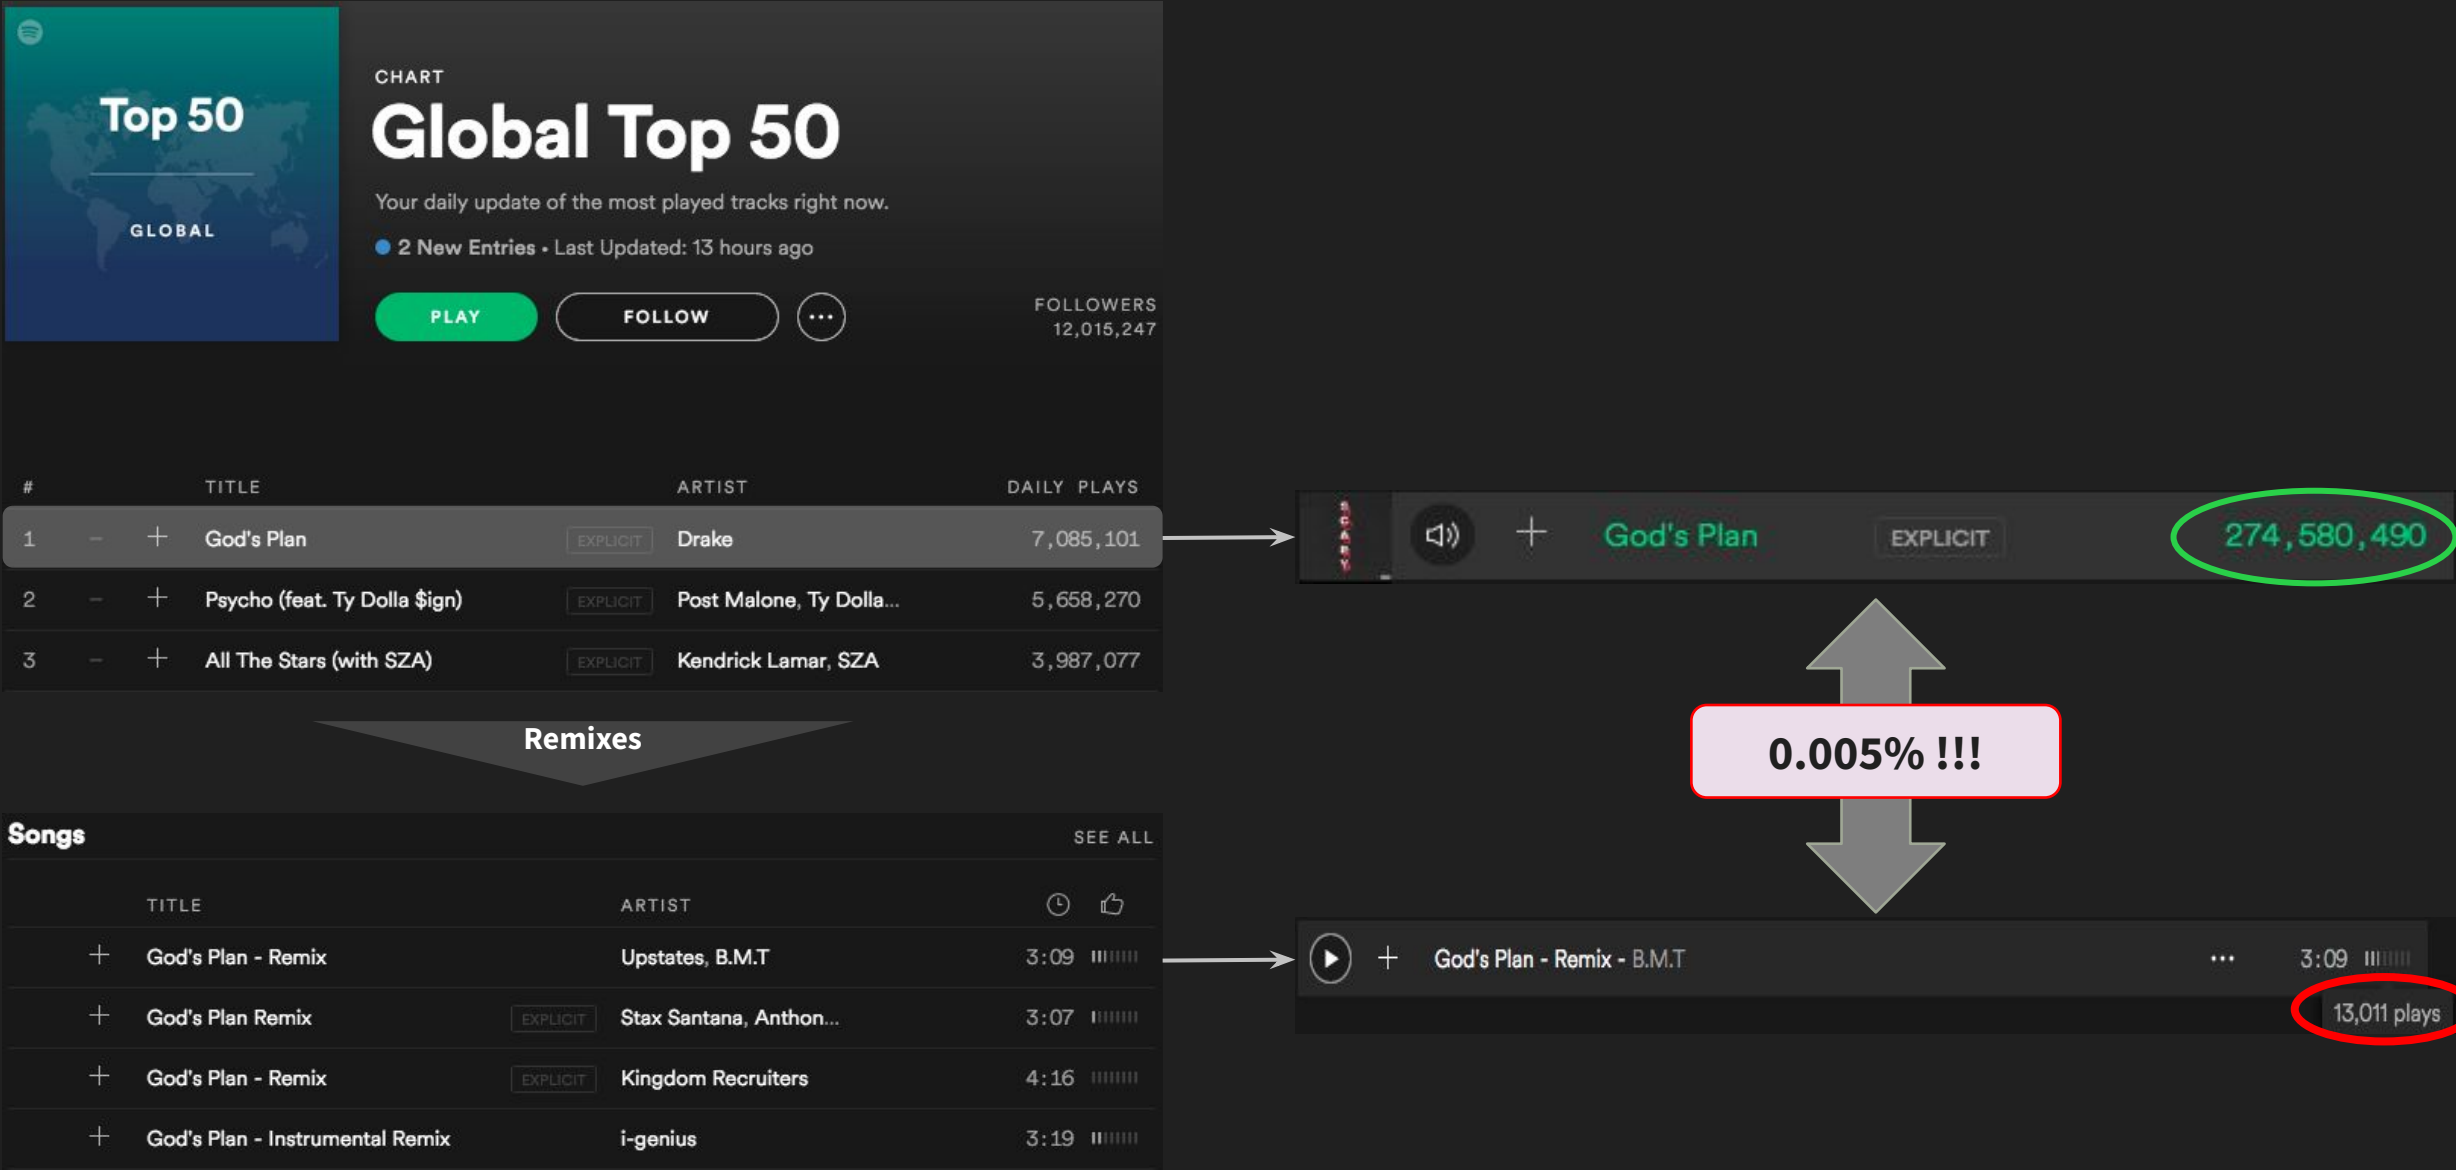 Top 50
GLOBAL
CHART
Global Top 50
Your daily update of the most played tracks right now.
2 New Entries • Last Updated: 13 hours ago
PLAY FOLLOW ...
FOLLOWERS
12,015,247
# TITLE ARTIST DAILY PLAYS
1 – + God's Plan EXPLICIT Drake 7,085,101
2 – + Psycho (feat. Ty Dolla $ign) EXPLICIT Post Malone, Ty Dolla... 5,658,270
3 – + All The Stars (with SZA) EXPLICIT Kendrick Lamar, SZA 3,987,077
SCARY
+ God's Plan EXPLICIT 274,580,490
Remixes
0.005% !!!
Songs SEE ALL
TITLE ARTIST
+ God's Plan - Remix Upstates, B.M.T 3:09
+ God's Plan Remix EXPLICIT Stax Santana, Anthon... 3:07
+ God's Plan - Remix EXPLICIT Kingdom Recruiters 4:16
+ God's Plan - Instrumental Remix i-genius 3:19
+ God's Plan - Remix - B.M.T ... 3:09
13,011 plays